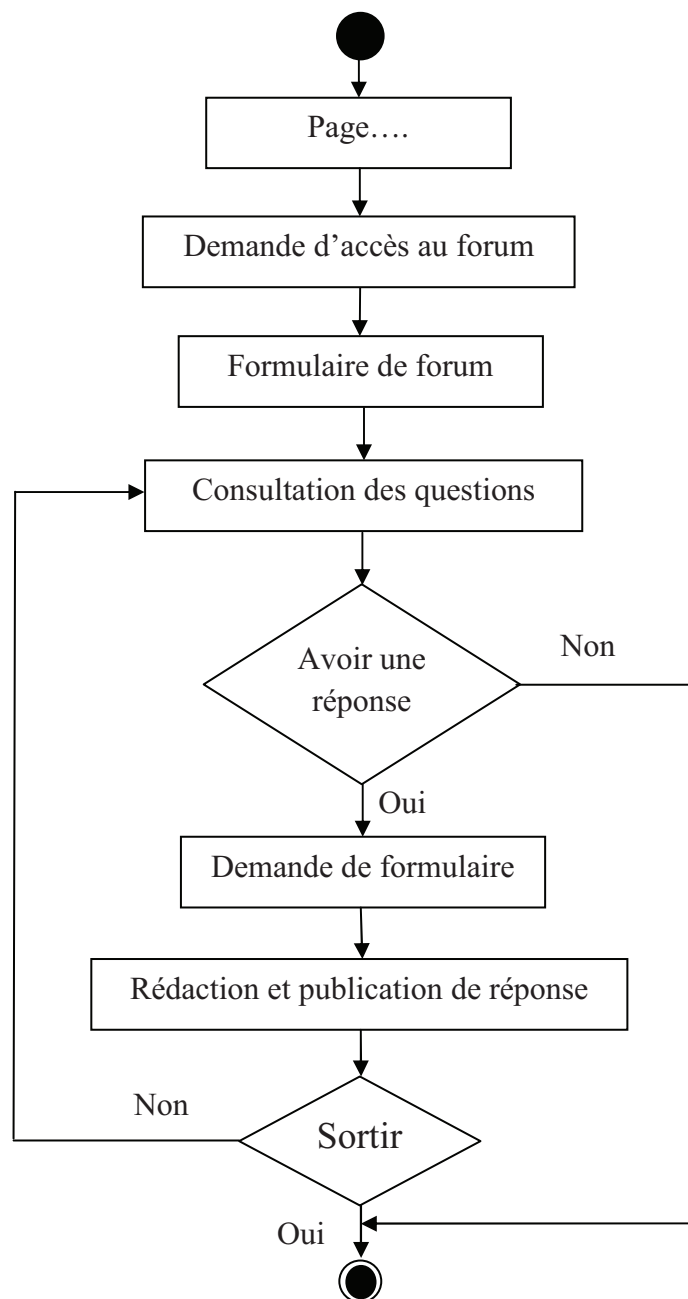 Page….
Demande d’accès au forum
Formulaire de forum
Consultation des questions
Avoir une
réponse
Non
Oui
Demande de formulaire
Rédaction et publication de réponse
Non
Sortir
Oui